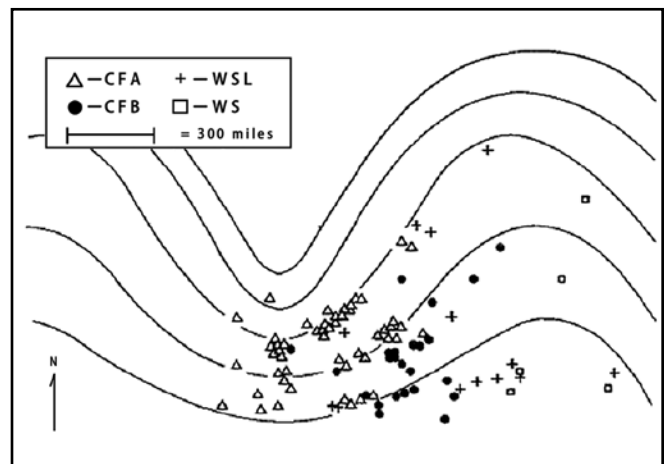 △ — CFA + — WSL
● — CFB □ — WS
= 300 miles
N